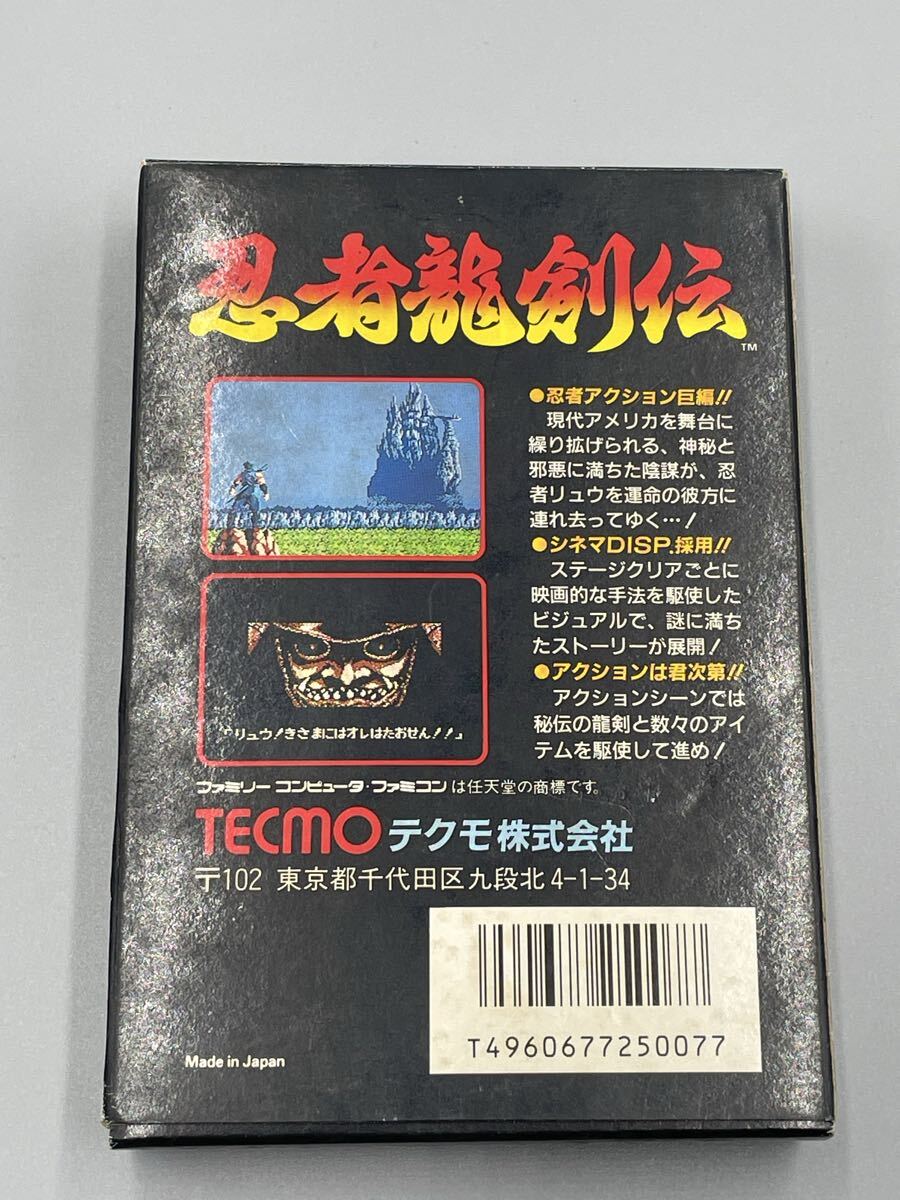 忍者龍剣伝
TM
●忍者アクション巨編!!
現代アメリカを舞台に
繰り拡げられる、神秘と
邪悪に満ちた陰謀が、忍
者リュウを運命の彼方に
連れ去ってゆく…!
●シネマDISP.採用!!
ステージクリアごとに
映画的な手法を駆使した
ビジュアルで、謎に満ち
たストーリーが展開!
●アクションは君次第!!
アクションシーンでは
秘伝の龍剣と数々のアイ
テムを駆使して進め!
「リュウ!きさまにはオレはたおせん!!」
ファミリーコンピュータ・ファミコンは任天堂の商標です。
TECMO テクモ株式会社
〒102 東京都千代田区九段北4-1-34
T4960677250077
Made in Japan